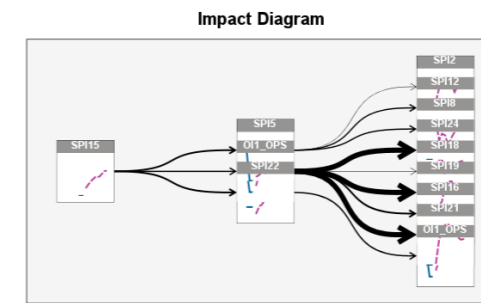 Impact Diagram
SPI15
SPI5
OI1_OPS
SPI22
SPI2
SPI12
SPI8
SPI24
SPI18
SPI19
SPI16
SPI21
OI1_OPS